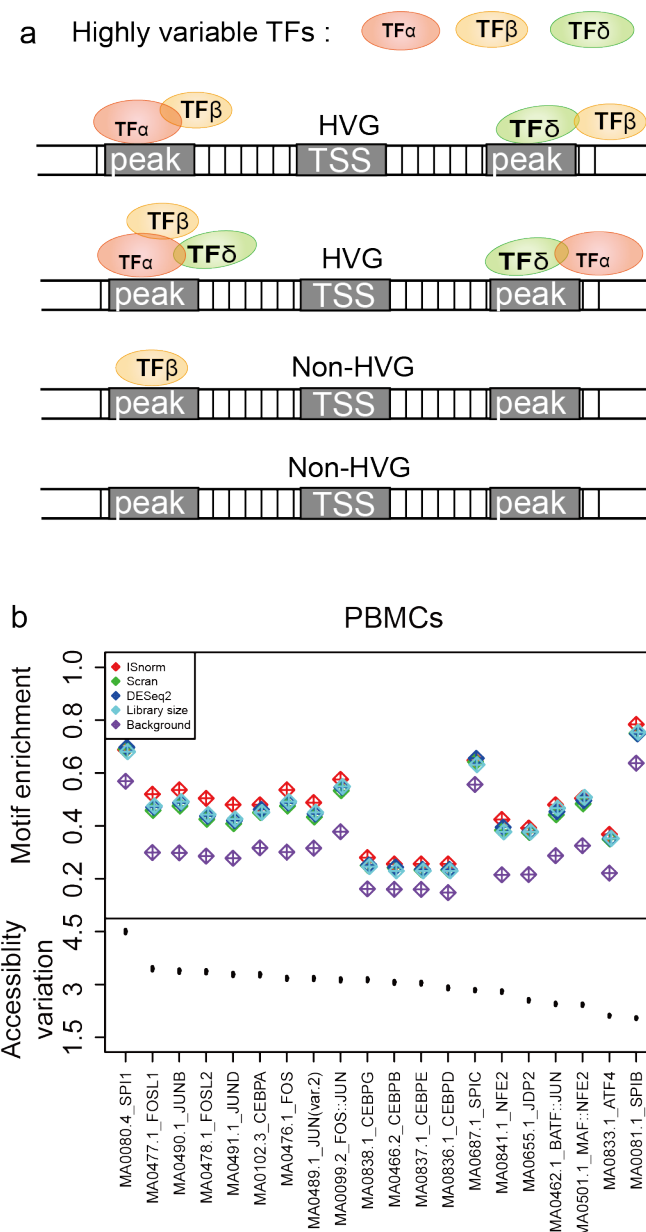 a Highly variable TFs : TFα TFβ TFδ
TFα TFβ HVG TFδ TFβ
peak TSS peak
TFβ
TFα TFδ HVG TFδ TFα
peak TSS peak
TFβ Non-HVG
peak TSS peak
Non-HVG
peak TSS peak
b PBMCs
Motif enrichment
1.0
0.8
0.6
0.4
0.2
ISnorm
Scran
DESeq2
Library size
Background
Accessiblity
variation
4.5
3
1.5
MA0080.4_SPI1
MA0477.1_FOSL1
MA0490.1_JUNB
MA0478.1_FOSL2
MA0491.1_JUND
MA0102.3_CEBPA
MA0476.1_FOS
MA0489.1_JUN(var.2)
MA0099.2_FOS::JUN
MA0838.1_CEBPG
MA0466.2_CEBPB
MA0837.1_CEBPE
MA0836.1_CEBPD
MA0687.1_SPIC
MA0841.1_NFE2
MA0655.1_JDP2
MA0462.1_BATF::JUN
MA0501.1_MAF::NFE2
MA0833.1_ATF4
MA0081.1_SPIB